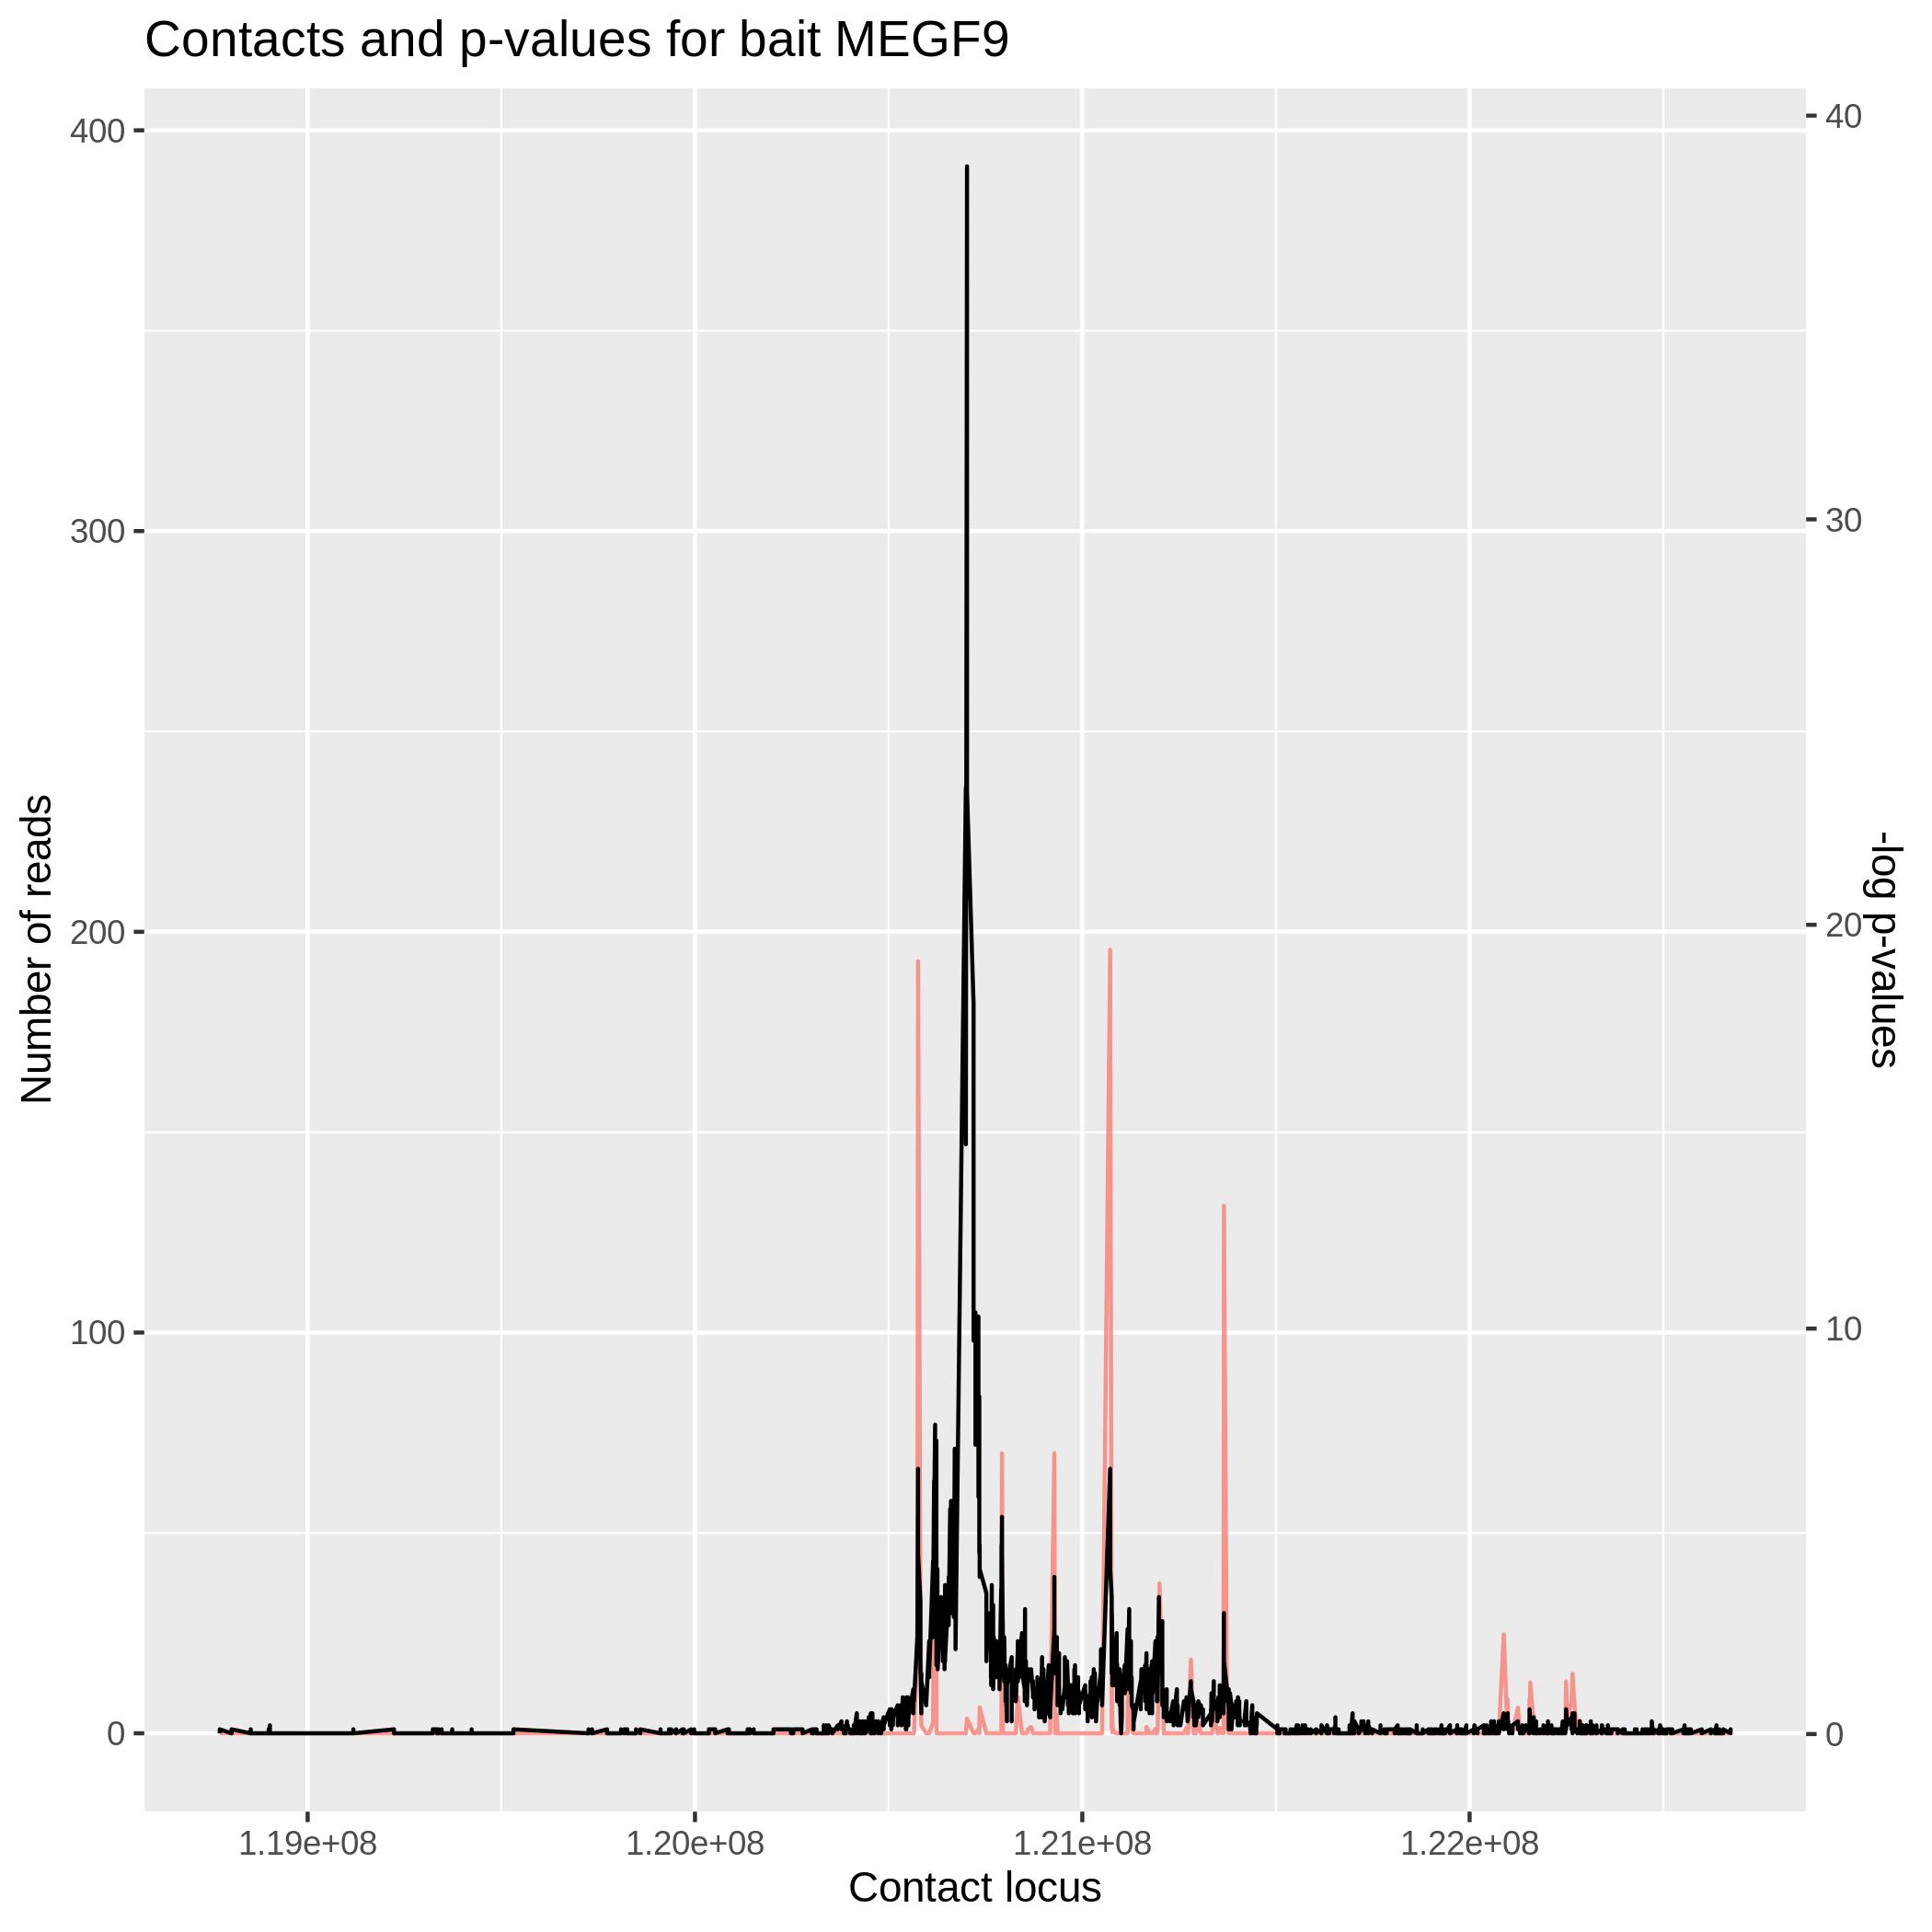 Contacts and p-values for bait MEGF9
400
300
200
100
0
Number of reads
40
30
20
10
0
-log p-values
1.19e+08
1.20e+08
1.21e+08
1.22e+08
Contact locus